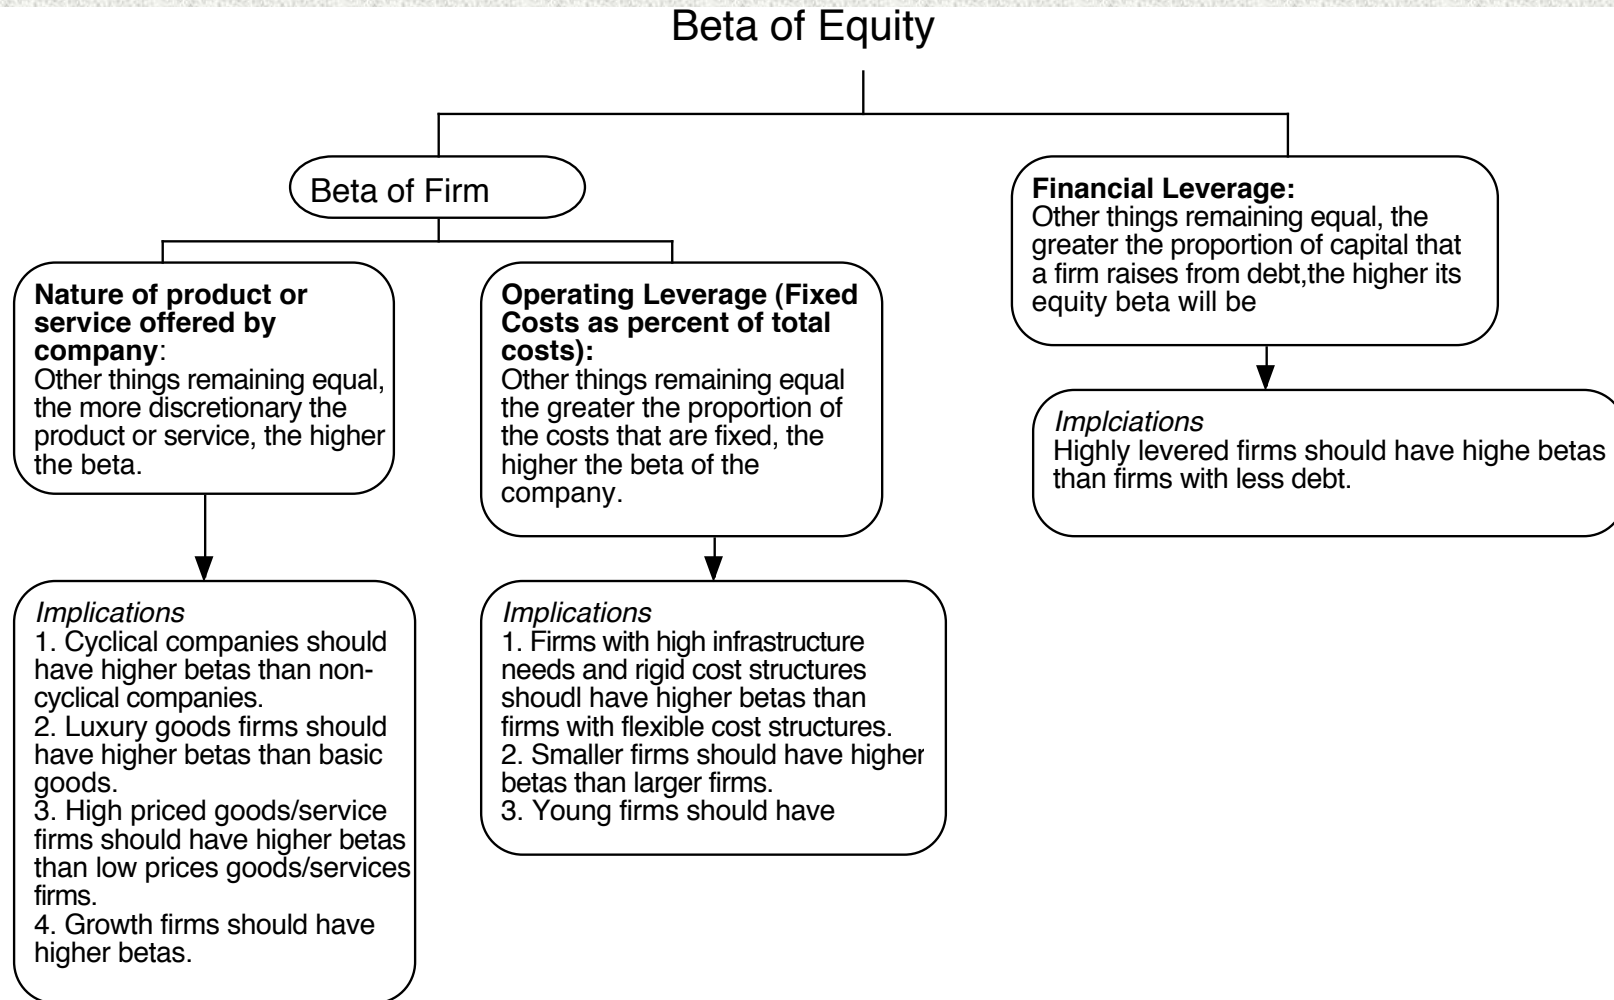 Beta of Equity
Beta of Firm
Nature of product or
service offered by
company:
Other things remaining equal,
the more discretionary the
product or service, the higher
the beta.
Operating Leverage (Fixed
Costs as percent of total
costs):
Other things remaining equal
the greater the proportion of
the costs that are fixed, the
higher the beta of the
company.
Financial Leverage:
Other things remaining equal, the
greater the proportion of capital that
a firm raises from debt,the higher its
equity beta will be
Implciations
Highly levered firms should have highe betas
than firms with less debt.
Implications
1. Cyclical companies should
have higher betas than non-
cyclical companies.
2. Luxury goods firms should
have higher betas than basic
goods.
3. High priced goods/service
firms should have higher betas
than low prices goods/services
firms.
4. Growth firms should have
higher betas.
Implications
1. Firms with high infrastructure
needs and rigid cost structures
shoudl have higher betas than
firms with flexible cost structures.
2. Smaller firms should have higher
betas than larger firms.
3. Young firms should have